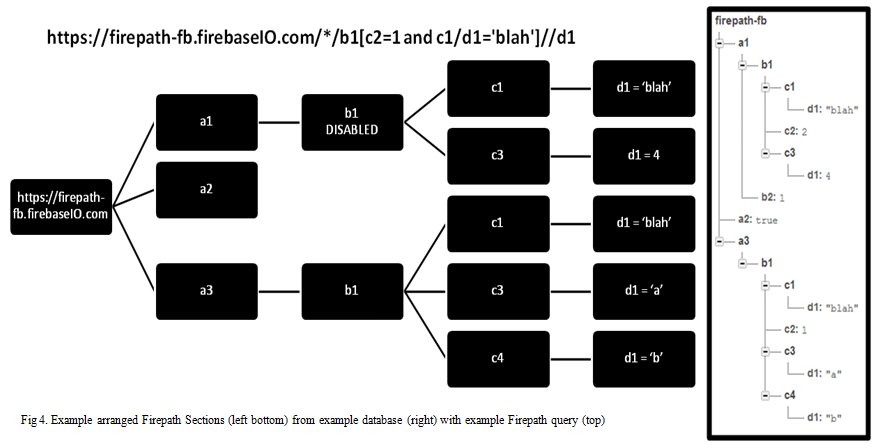 https://firepath-fb.firebaseIO.com/*/b1[c2=1 and c1/d1='blah']//d1
https://firepath-
fb.firebaseIO.com
a1
a2
a3
b1
DISABLED
b1
c1
c3
c1
c3
c4
d1 = ‘blah’
d1 = 4
d1 = ‘blah’
d1 = ‘a’
d1 = ‘b’
firepath-fb
a1
b1
c1
d1: "blah"
c2: 2
c3
d1: 4
b2: 1
a2: true
a3
b1
c1
d1: "blah"
c2: 1
c3
d1: "a"
c4
d1: "b"
Fig 4. Example arranged Firepath Sections (left bottom) from example database (right) with example Firepath query (top)